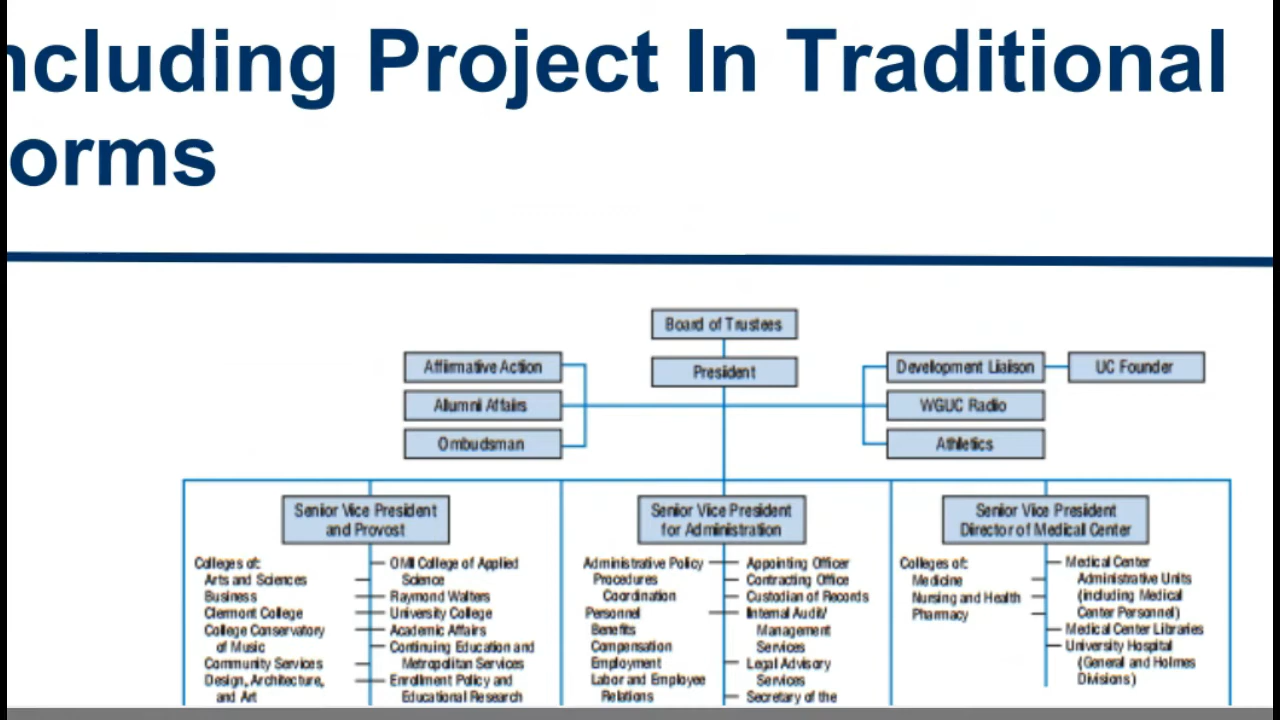 ncluding Project In Traditional
orms
Board of Trustees
Affirmative Action
President
Development Liaison
UC Founder
Alumni Affairs
WGUC Radio
Ombudsman
Athletics
Senior Vice President
and Provost
Senior Vice President
for Administration
Senior Vice President
Director of Medical Center
Colleges of:
Arts and Sciences
Business
Clermont College
College Conservatory
of Music
Community Services
Design, Architecture,
and Art
OMI College of Applied
Science
Raymond Walters
University College
Academic Affairs
Continuing Education and
Metropolitan Services
Enrollment Policy and
Educational Research
Administrative Policy
Procedures
Coordination
Personnel
Benefits
Compensation
Employment
Labor and Employee
Relations
Appointing Officer
Contracting Office
Custodian of Records
Internal Audit/
Management
Services
Legal Advisory
Services
Secretary of the
Colleges of:
Medicine
Nursing and Health
Pharmacy
Medical Center
Administrative Units
(including Medical
Center Personnel)
Medical Center Libraries
University Hospital
(General and Holmes
Divisions)